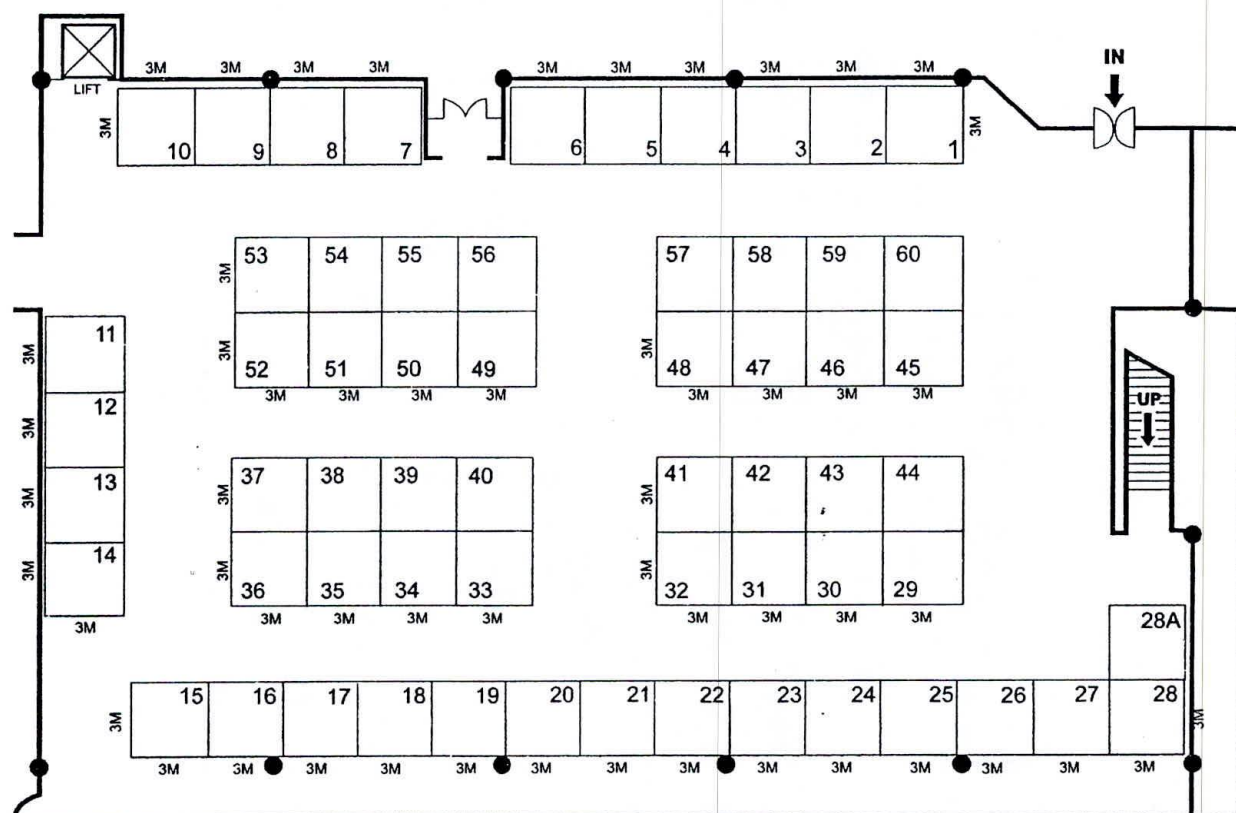 IN
3M 3M 3M 3M 3M 3M 3M 3M 3M 3M
LIFT
3M 10 9 8 7 6 5 4 3 2 1 3M
3M 53 54 55 56 57 58 59 60
3M 52 51 50 49 3M 48 47 46 45
3M 3M 3M 3M 3M 3M 3M 3M
3M 11
3M 12
3M 13
3M 14
3M
UP
3M 37 38 39 40 3M 41 42 43 44
3M 36 35 34 33 3M 32 31 30 29
3M 3M 3M 3M 3M 3M 3M 3M
28A
3M 15 16 17 18 19 20 21 22 23 24 25 26 27 28 3M
3M 3M 3M 3M 3M 3M 3M 3M 3M 3M 3M 3M 3M 3M